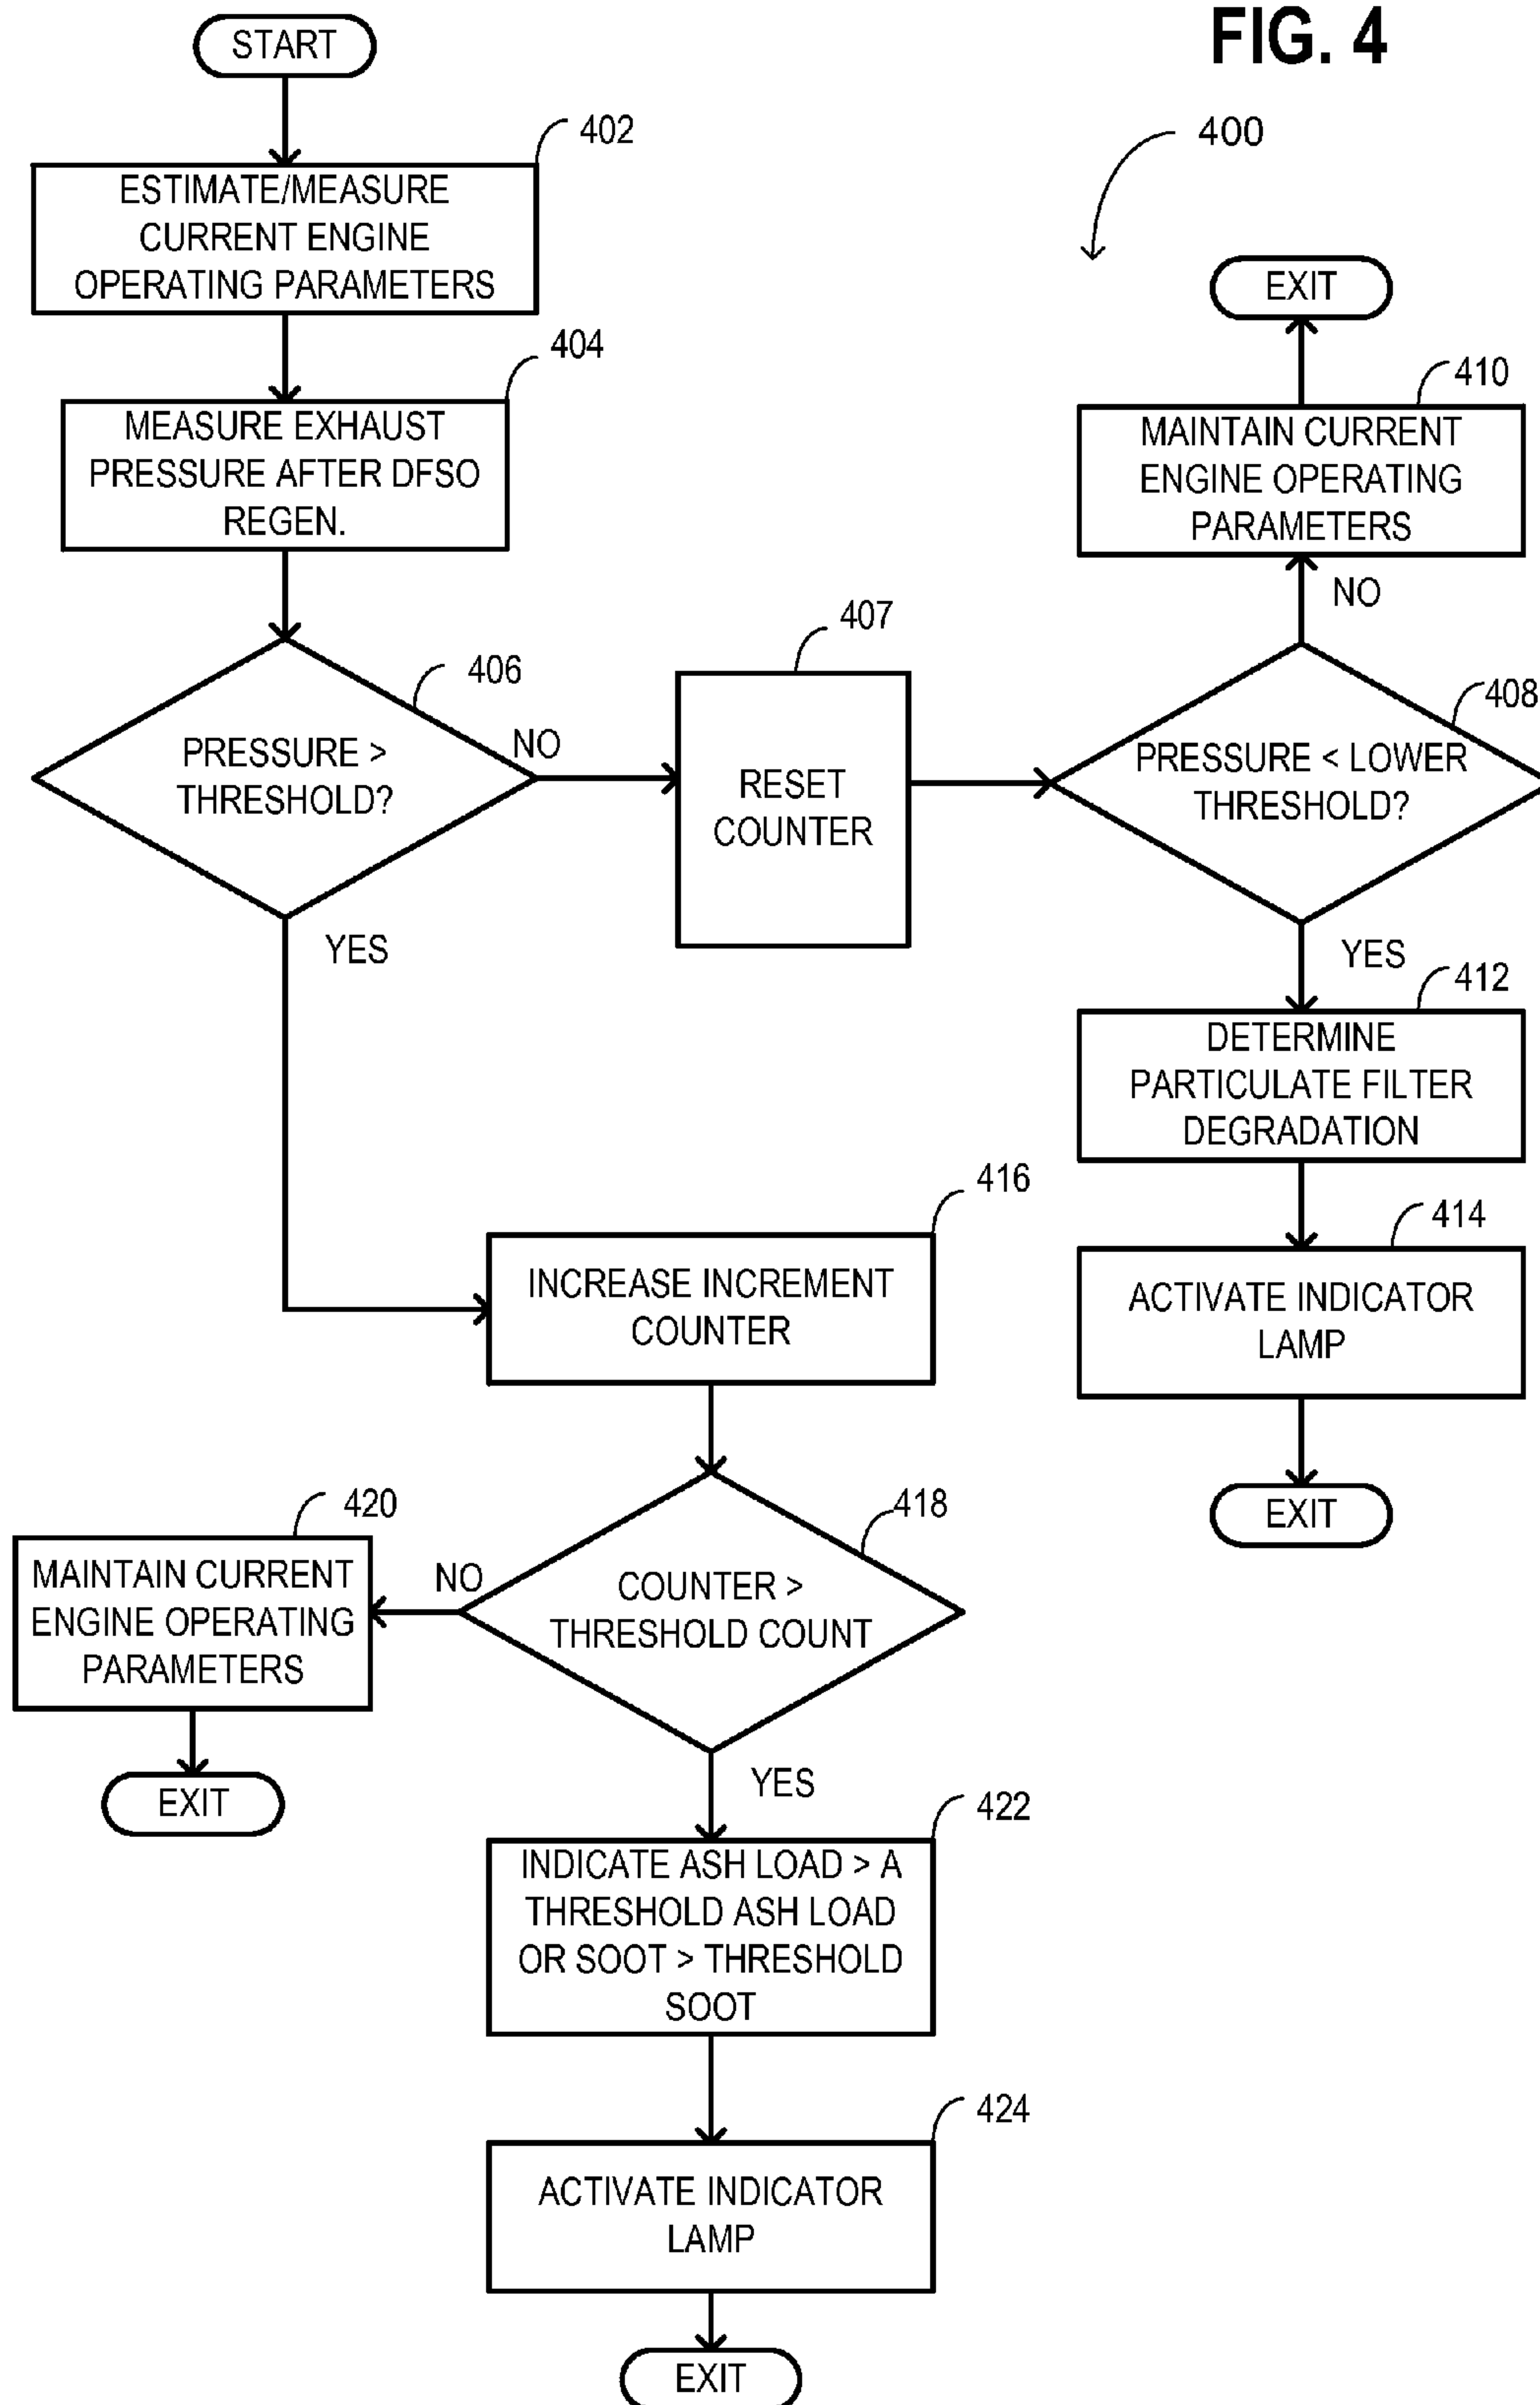 FIG. 4
400
START
402
ESTIMATE/MEASURE
CURRENT ENGINE
OPERATING PARAMETERS
404
MEASURE EXHAUST
PRESSURE AFTER DFSO
REGEN.
406
PRESSURE >
THRESHOLD?
NO
YES
407
RESET
COUNTER
408
PRESSURE < LOWER
THRESHOLD?
NO
410
MAINTAIN CURRENT
ENGINE OPERATING
PARAMETERS
EXIT
YES
412
DETERMINE
PARTICULATE FILTER
DEGRADATION
414
ACTIVATE INDICATOR
LAMP
EXIT
416
INCREASE INCREMENT
COUNTER
418
COUNTER >
THRESHOLD COUNT
NO
420
MAINTAIN CURRENT
ENGINE OPERATING
PARAMETERS
EXIT
YES
422
INDICATE ASH LOAD > A
THRESHOLD ASH LOAD
OR SOOT > THRESHOLD
SOOT
424
ACTIVATE INDICATOR
LAMP
EXIT